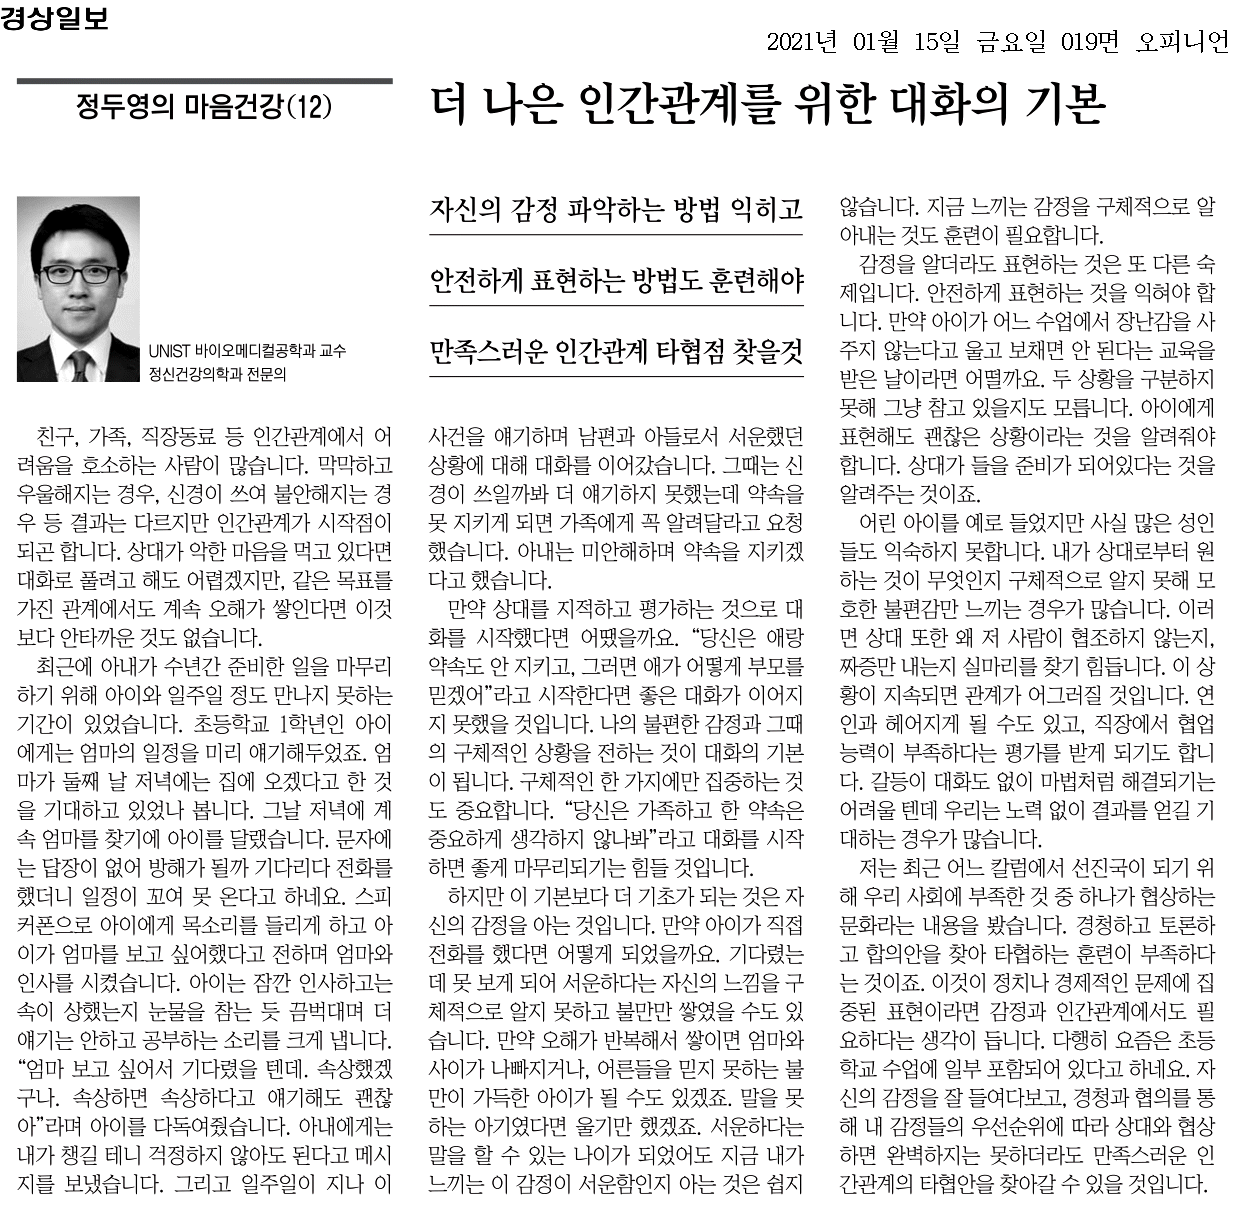 경상일보
2021년 01월 15일 금요일 019면 오피니언
정두영의 마음건강(12)
더 나은 인간관계를 위한 대화의 기본
UNIST 바이오메디컬공학과 교수
정신건강의학과 전문의
자신의 감정 파악하는 방법 익히고
안전하게 표현하는 방법도 훈련해야
만족스러운 인간관계 타협점 찾을것
친구, 가족, 직장동료 등 인간관계에서 어
려움을 호소하는 사람이 많습니다. 막막하고
우울해지는 경우, 신경이 쓰여 불안해지는 경
우 등 결과는 다르지만 인간관계가 시작점이
되곤 합니다. 상대가 악한 마음을 먹고 있다면
대화로 풀려고 해도 어렵겠지만, 같은 목표를
가진 관계에서도 계속 오해가 쌓인다면 이것
보다 안타까운 것도 없습니다.
최근에 아내가 수년간 준비한 일을 마무리
하기 위해 아이와 일주일 정도 만나지 못하는
기간이 있었습니다. 초등학교 1학년인 아이
에게는 엄마의 일정을 미리 얘기해두었죠. 엄
마가 둘째 날 저녁에는 집에 오겠다고 한 것
을 기대하고 있었나 봅니다. 그날 저녁에 계
속 엄마를 찾기에 아이를 달랬습니다. 문자에
는 답장이 없어 방해가 될까 기다리다 전화를
했더니 일정이 꼬여 못 온다고 하네요. 스피
커폰으로 아이에게 목소리를 들리게 하고 아
이가 엄마를 보고 싶어했다고 전하며 엄마와
인사를 시켰습니다. 아이는 잠깐 인사하고는
속이 상했는지 눈물을 참는 듯 끔벅대며 더
얘기는 안하고 공부하는 소리를 크게 냅니다.
“엄마 보고 싶어서 기다렸을 텐데. 속상했겠
구나. 속상하면 속상하다고 얘기해도 괜찮
아”라며 아이를 다독여줬습니다. 아내에게는
내가 챙길 테니 걱정하지 않아도 된다고 메시
지를 보냈습니다. 그리고 일주일이 지나 이
사건을 얘기하며 남편과 아들로서 서운했던
상황에 대해 대화를 이어갔습니다. 그때는 신
경이 쓰일까봐 더 얘기하지 못했는데 약속을
못 지키게 되면 가족에게 꼭 알려달라고 요청
했습니다. 아내는 미안해하며 약속을 지키겠
다고 했습니다.
만약 상대를 지적하고 평가하는 것으로 대
화를 시작했다면 어땠을까요. “당신은 애랑
약속도 안 지키고, 그러면 애가 어떻게 부모를
믿겠어”라고 시작한다면 좋은 대화가 이어지
지 못했을 것입니다. 나의 불편한 감정과 그때
의 구체적인 상황을 전하는 것이 대화의 기본
이 됩니다. 구체적인 한 가지에만 집중하는 것
도 중요합니다. “당신은 가족하고 한 약속은
중요하게 생각하지 않나봐”라고 대화를 시작
하면 좋게 마무리되기는 힘들 것입니다.
하지만 이 기본보다 더 기초가 되는 것은 자
신의 감정을 아는 것입니다. 만약 아이가 직접
전화를 했다면 어떻게 되었을까요. 기다렸는
데 못 보게 되어 서운하다는 자신의 느낌을 구
체적으로 알지 못하고 불만만 쌓였을 수도 있
습니다. 만약 오해가 반복해서 쌓이면 엄마와
사이가 나빠지거나, 어른들을 믿지 못하는 불
만이 가득한 아이가 될 수도 있겠죠. 말을 못
하는 아기였다면 울기만 했겠죠. 서운하다는
말을 할 수 있는 나이가 되었어도 지금 내가
느끼는 이 감정이 서운함인지 아는 것은 쉽지
않습니다. 지금 느끼는 감정을 구체적으로 알
아내는 것도 훈련이 필요합니다.
감정을 알더라도 표현하는 것은 또 다른 숙
제입니다. 안전하게 표현하는 것을 익혀야 합
니다. 만약 아이가 어느 수업에서 장난감을 사
주지 않는다고 울고 보채면 안 된다는 교육을
받은 날이라면 어떨까요. 두 상황을 구분하지
못해 그냥 참고 있을지도 모릅니다. 아이에게
표현해도 괜찮은 상황이라는 것을 알려줘야
합니다. 상대가 들을 준비가 되어있다는 것을
알려주는 것이죠.
어린 아이를 예로 들었지만 사실 많은 성인
들도 익숙하지 못합니다. 내가 상대로부터 원
하는 것이 무엇인지 구체적으로 알지 못해 모
호한 불편감만 느끼는 경우가 많습니다. 이러
면 상대 또한 왜 저 사람이 협조하지 않는지,
짜증만 내는지 실마리를 찾기 힘듭니다. 이 상
황이 지속되면 관계가 어그러질 것입니다. 연
인과 헤어지게 될 수도 있고, 직장에서 협업
능력이 부족하다는 평가를 받게 되기도 합니
다. 갈등이 대화도 없이 마법처럼 해결되기는
어려울 텐데 우리는 노력 없이 결과를 얻길 기
대하는 경우가 많습니다.
저는 최근 어느 칼럼에서 선진국이 되기 위
해 우리 사회에 부족한 것 중 하나가 협상하는
문화라는 내용을 봤습니다. 경청하고 토론하
고 합의안을 찾아 타협하는 훈련이 부족하다
는 것이죠. 이것이 정치나 경제적인 문제에 집
중된 표현이라면 감정과 인간관계에서도 필
요하다는 생각이 듭니다. 다행히 요즘은 초등
학교 수업에 일부 포함되어 있다고 하네요. 자
신의 감정을 잘 들여다보고, 경청과 협의를 통
해 내 감정들의 우선순위에 따라 상대와 협상
하면 완벽하지는 못하더라도 만족스러운 인
간관계의 타협안을 찾아갈 수 있을 것입니다.